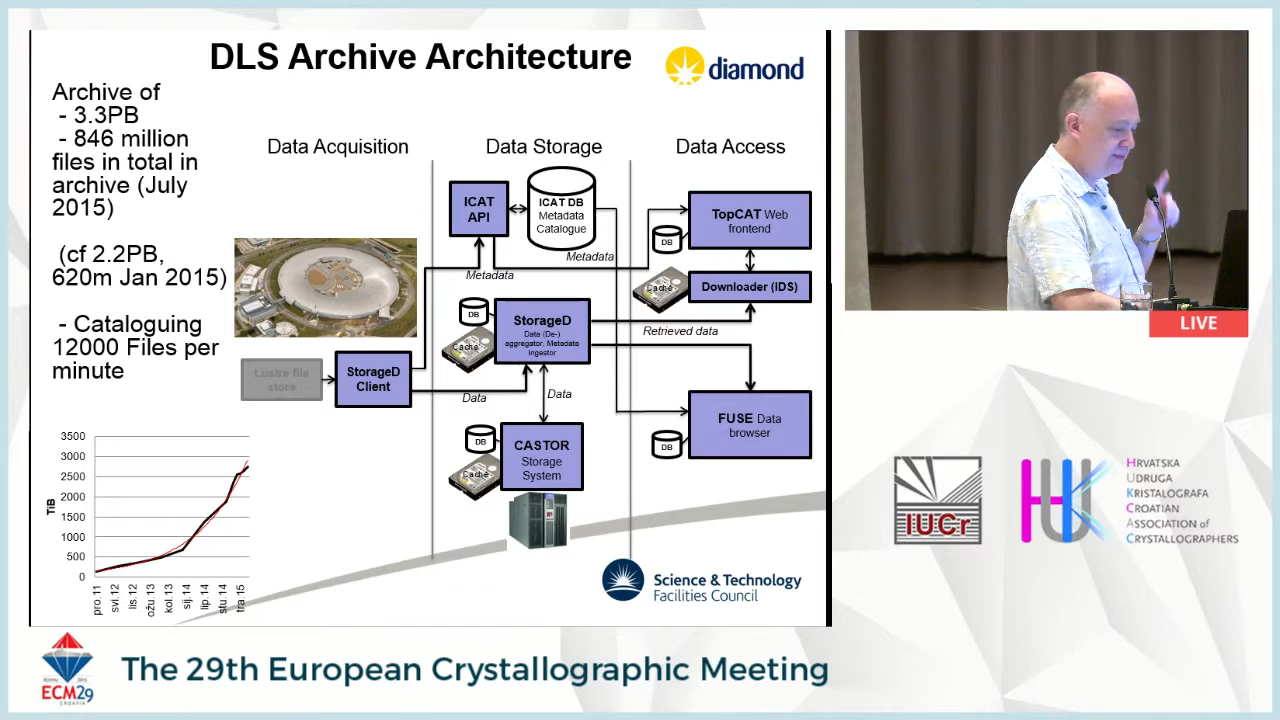 DLS Archive Architecture
diamond
Archive of
- 3.3PB
- 846 million
files in total in
archive (July
2015)
(cf 2.2PB,
620m Jan 2015)
- Cataloguing
12000 Files per
minute
Data Acquisition
Data Storage
Data Access
ICAT
API
ICAT DB
Metadata
Catalogue
TopCAT Web
frontend
DB
Metadata
Metadata
Cache
Downloader (IDS)
DB
Cache
StorageD
Data (De-)
aggregator, Metadata
Ingestor
Retrieved data
Lustre file
store
StorageD
Client
Data
Data
FUSE Data
browser
DB
DB
Cache
CASTOR
Storage
System
3500
3000
2500
2000
1500
1000
500
0
TiB
pro.11
svi.12
lis.12
ožu.13
kol.13
sij.14
lip.14
stu.14
tra.15
Science & Technology
Facilities Council
LIVE
IUCr
HRVATSKA
UDRUGA
KRISTALOGRAFA
CROATIAN
ASSOCIATION of
CRYSTALLOGRAPHERS
ECM29
CROATIA
The 29th European Crystallographic Meeting